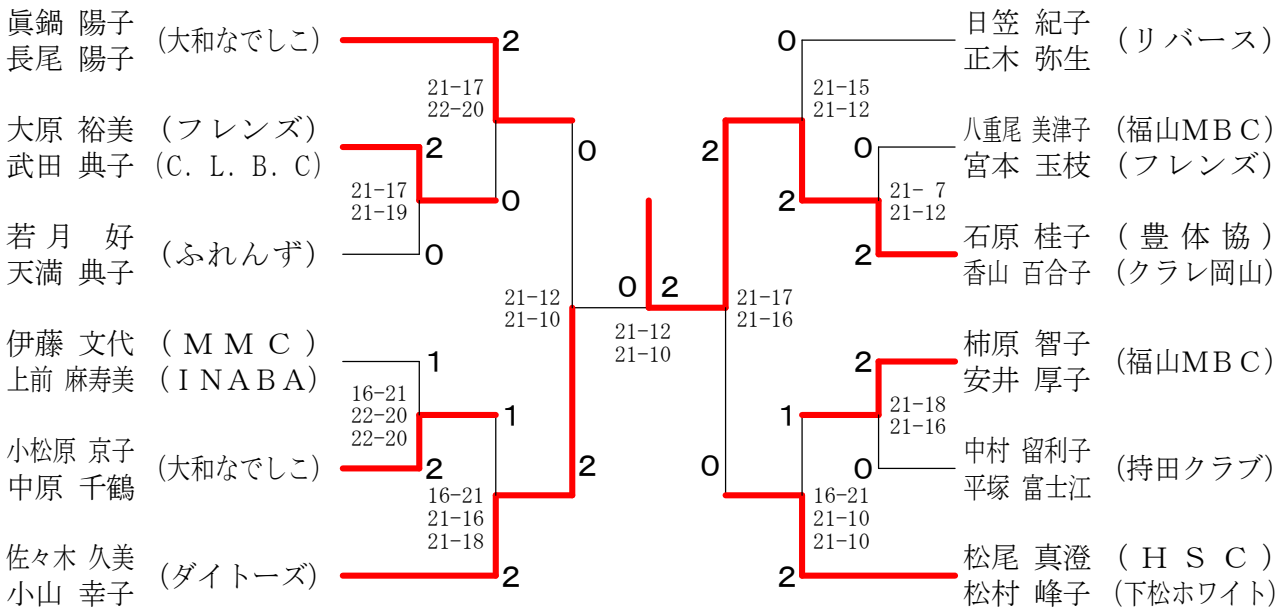 眞鍋 陽子
長尾 陽子
(大和なでしこ)
2
21-17
22-20
大原 裕美 (フレンズ)
武田 典子 (C. L. B. C)
2
21-17
21-19
0
0
若月 好
天満 典子
(ふれんず)
0
21-12
21-10
伊藤 文代 (MMC)
上前 麻寿美 (INABA)
1
16-21
22-20
22-20
1
小松原 京子
中原 千鶴
(大和なでしこ)
2
2
16-21
21-16
21-18
佐々木 久美
小山 幸子
(ダイトーズ)
2
0 2
21-12
21-10
日笠 紀子
正木 弥生
(リバース)
0
21-15
21-12
八重尾 美津子 (福山MBC)
宮本 玉枝 (フレンズ)
0
2
21- 7
21-12
2
石原 桂子 (豊体協)
香山 百合子 (クラレ岡山)
2
21-17
21-16
柿原 智子
安井 厚子
(福山MBC)
2
21-18
21-16
1
中村 留利子
平塚 富士江
(持田クラブ)
0
0
16-21
21-10
21-10
松尾 真澄 (HSC)
松村 峰子 (下松ホワイト)
2